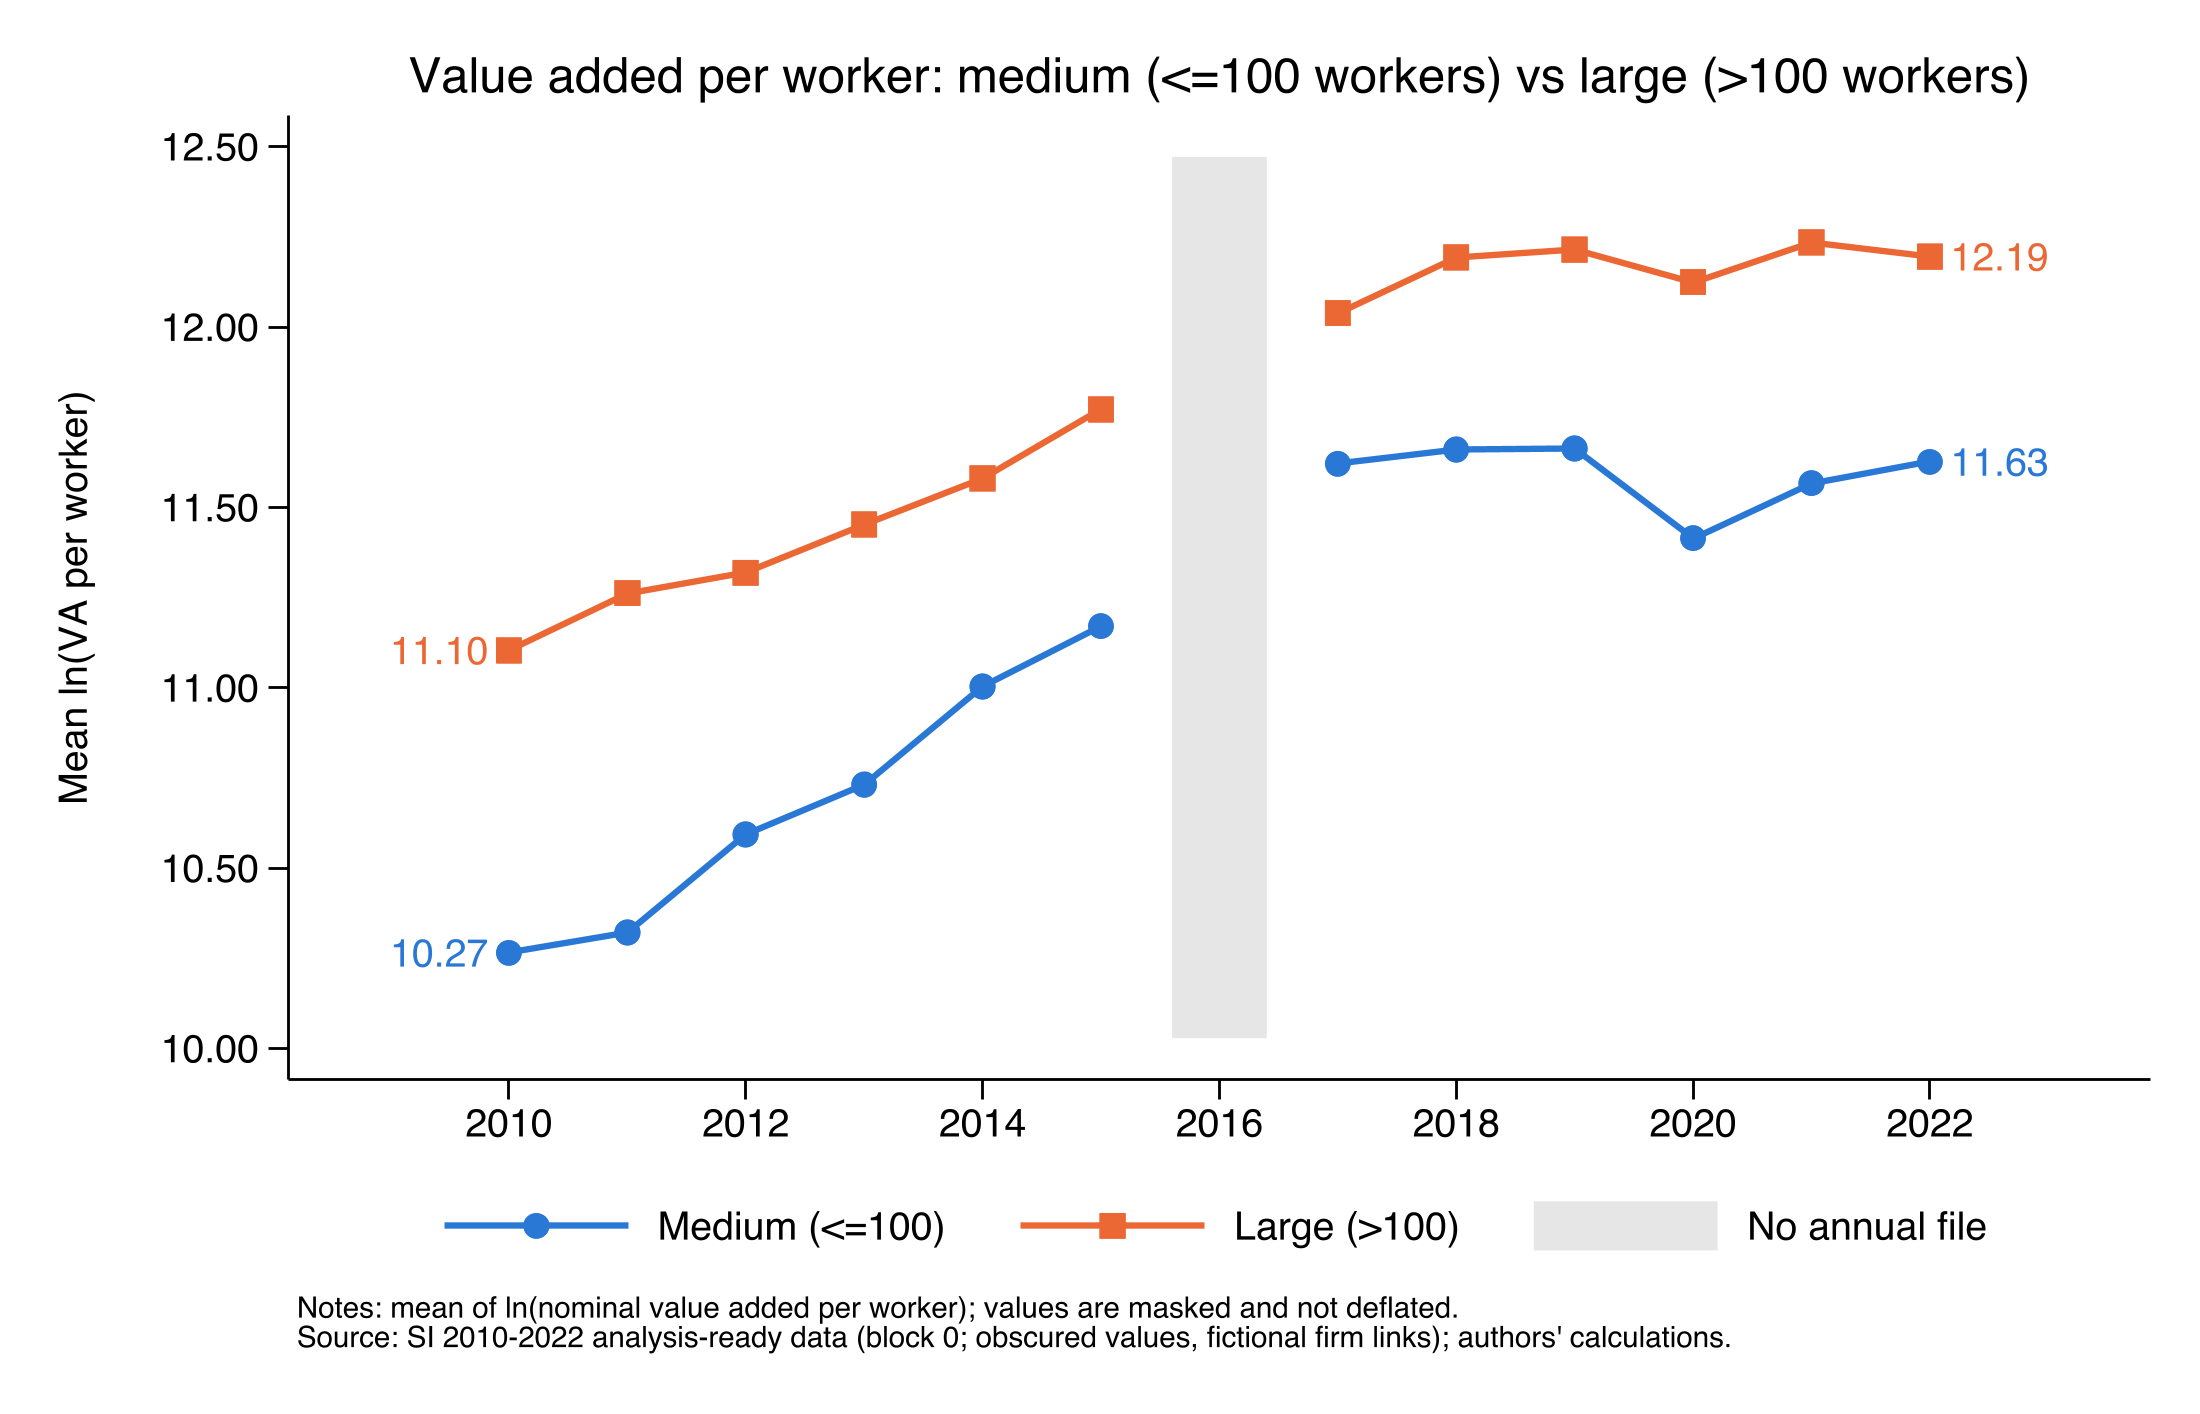 Value added per worker: medium (<=100 workers) vs large (>100 workers)
Mean ln(VA per worker)
12.50
12.00
11.50
11.00
10.50
10.00
11.10
10.27
12.19
11.63
2010 2012 2014 2016 2018 2020 2022
Medium (<=100) Large (>100) No annual file
Notes: mean of ln(nominal value added per worker); values are masked and not deflated.
Source: SI 2010-2022 analysis-ready data (block 0; obscured values, fictional firm links); authors' calculations.